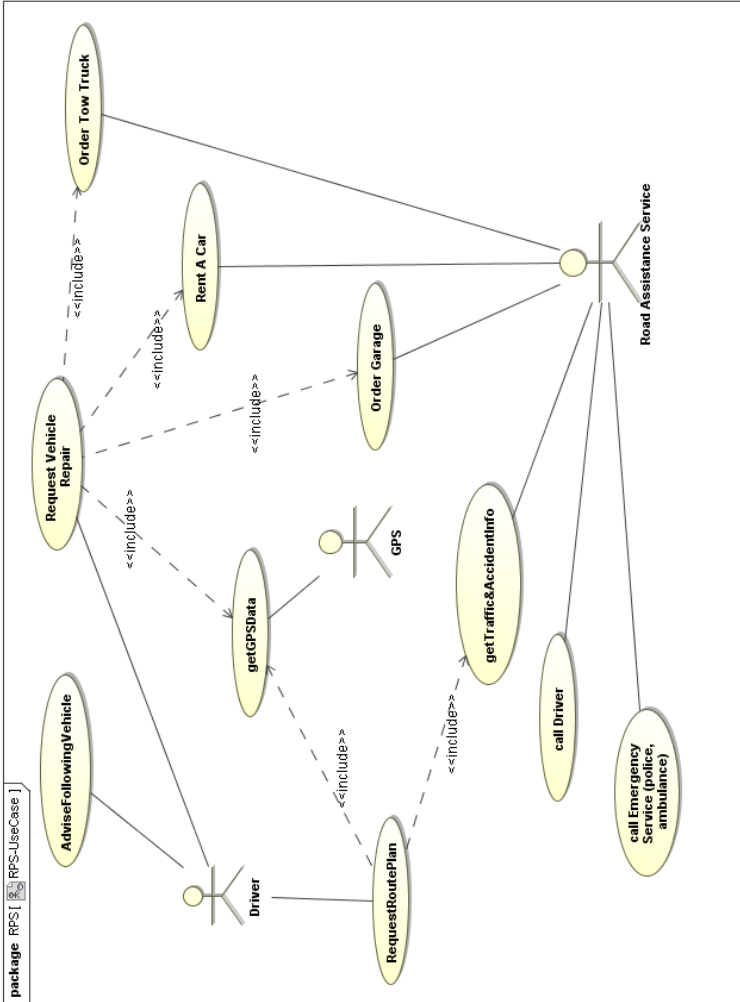 package RPS [ RPS-UseCase ]
AdviseFollowingVehicle
Request Vehicle
Repair
<<include>>
Order Tow Truck
<<include>>
Rent A Car
<<include>>
<<include>>
Driver
getGPSData
GPS
Order Garage
RequestRoutePlan
<<include>>
<<include>>
getTraffic&AccidentInfo
call Driver
call Emergency
Service (police,
ambulance)
Road Assistance Service